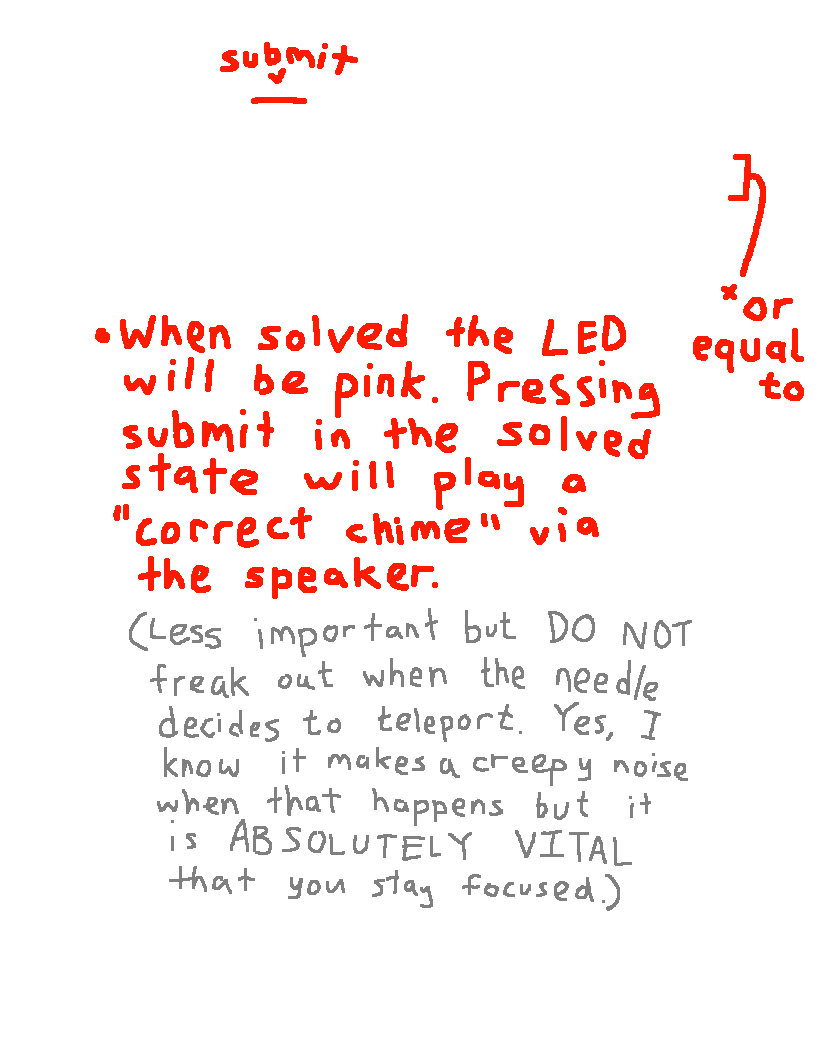 submit
*or
equal
to
• When solved the LED
will be pink. Pressing
submit in the solved
state will play a
"correct chime" via
the speaker.
(Less important but DO NOT
freak out when the needle
decides to teleport. Yes, I
know it makes a creepy noise
when that happens but it
is ABSOLUTELY VITAL
that you stay focused.)